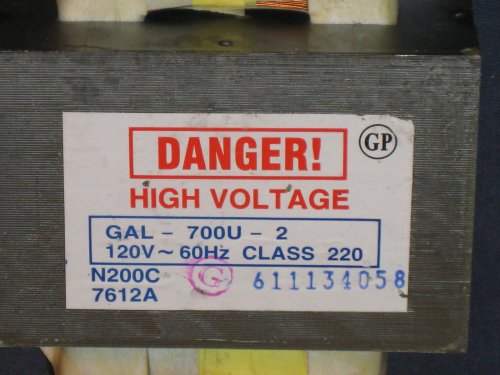 DANGER! GP
HIGH VOLTAGE
GAL - 700U - 2
120V ~ 60Hz CLASS 220
N200C G 611134058
7612A